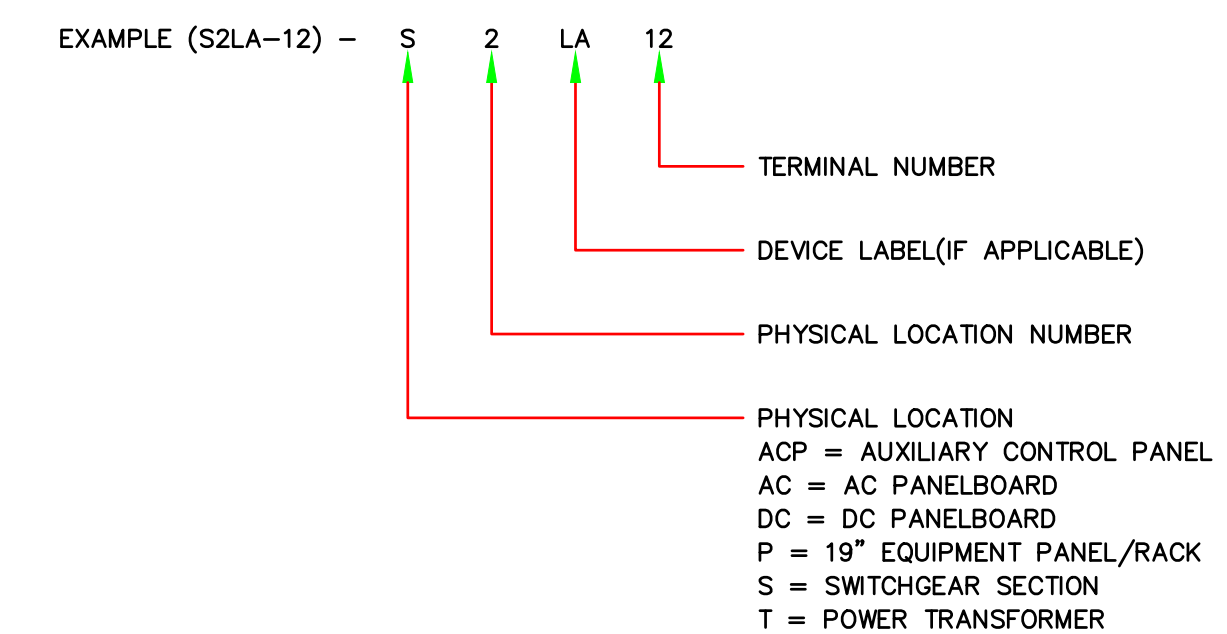 EXAMPLE (S2LA-12) - S 2 LA 12
TERMINAL NUMBER
DEVICE LABEL(IF APPLICABLE)
PHYSICAL LOCATION NUMBER
PHYSICAL LOCATION
ACP = AUXILIARY CONTROL PANEL
AC = AC PANELBOARD
DC = DC PANELBOARD
P = 19" EQUIPMENT PANEL/RACK
S = SWITCHGEAR SECTION
T = POWER TRANSFORMER